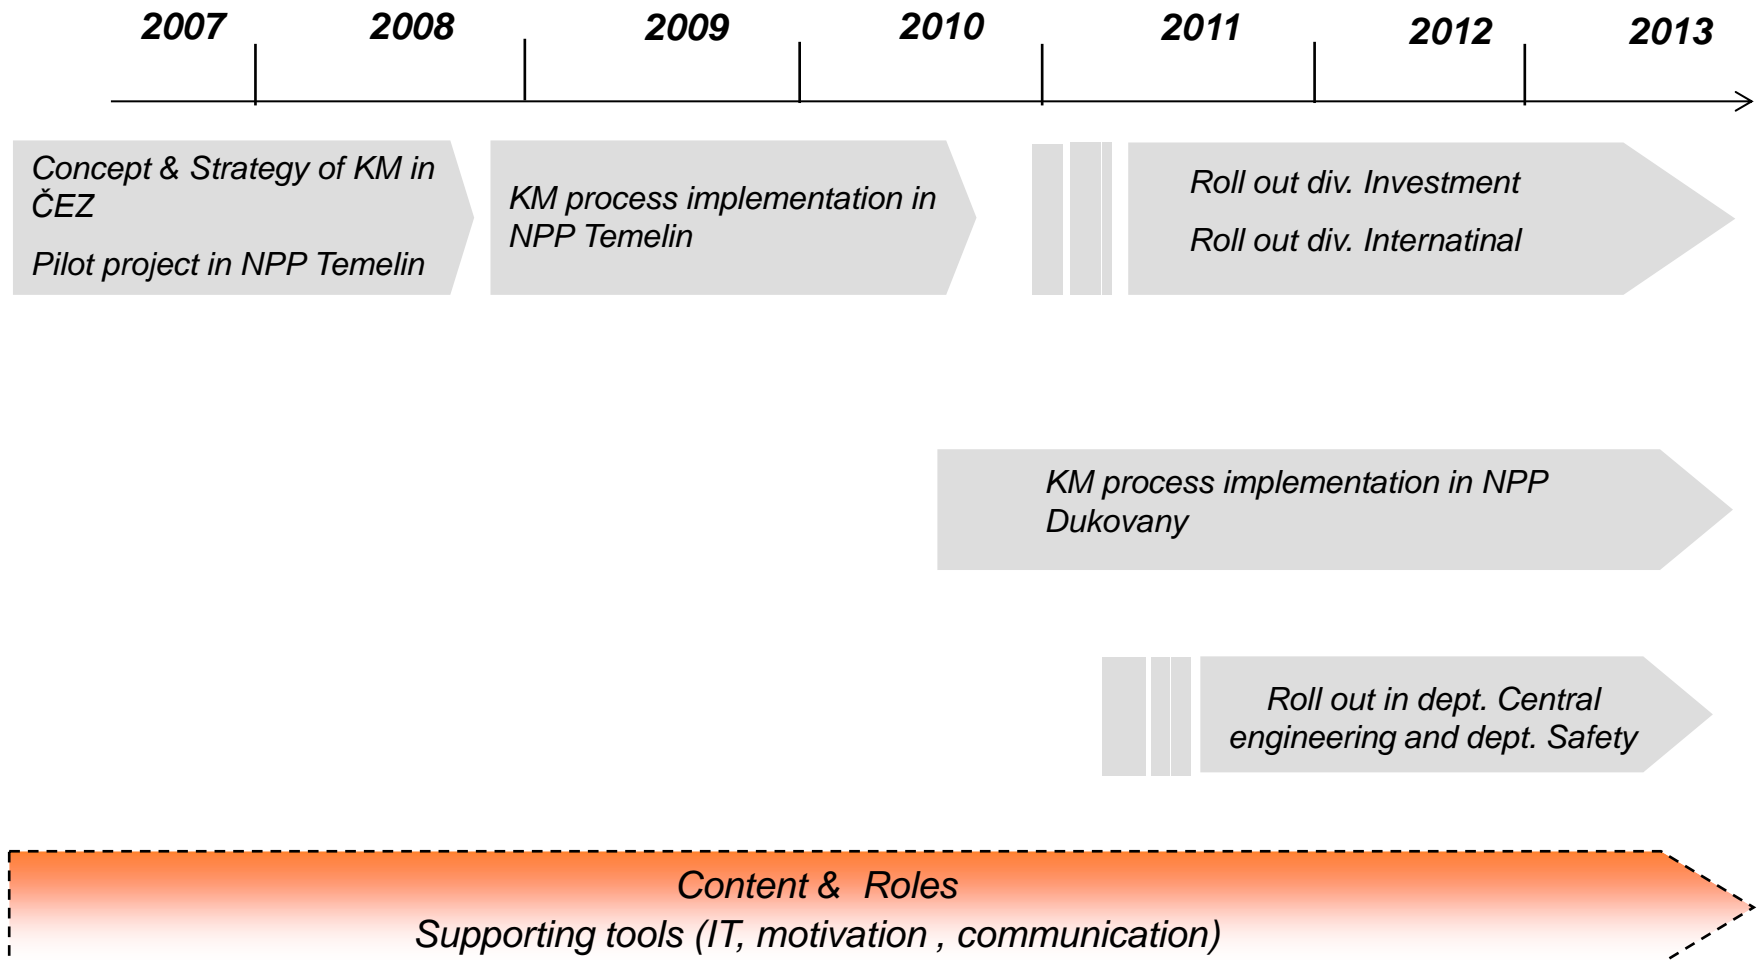 2007 2008 2009 2010 2011 2012 2013
Concept & Strategy of KM in
ČEZ
Pilot project in NPP Temelin
KM process implementation in
NPP Temelin
Roll out div. Investment
Roll out div. Internatinal
KM process implementation in NPP
Dukovany
Roll out in dept. Central
engineering and dept. Safety
Content & Roles
Supporting tools (IT, motivation , communication)